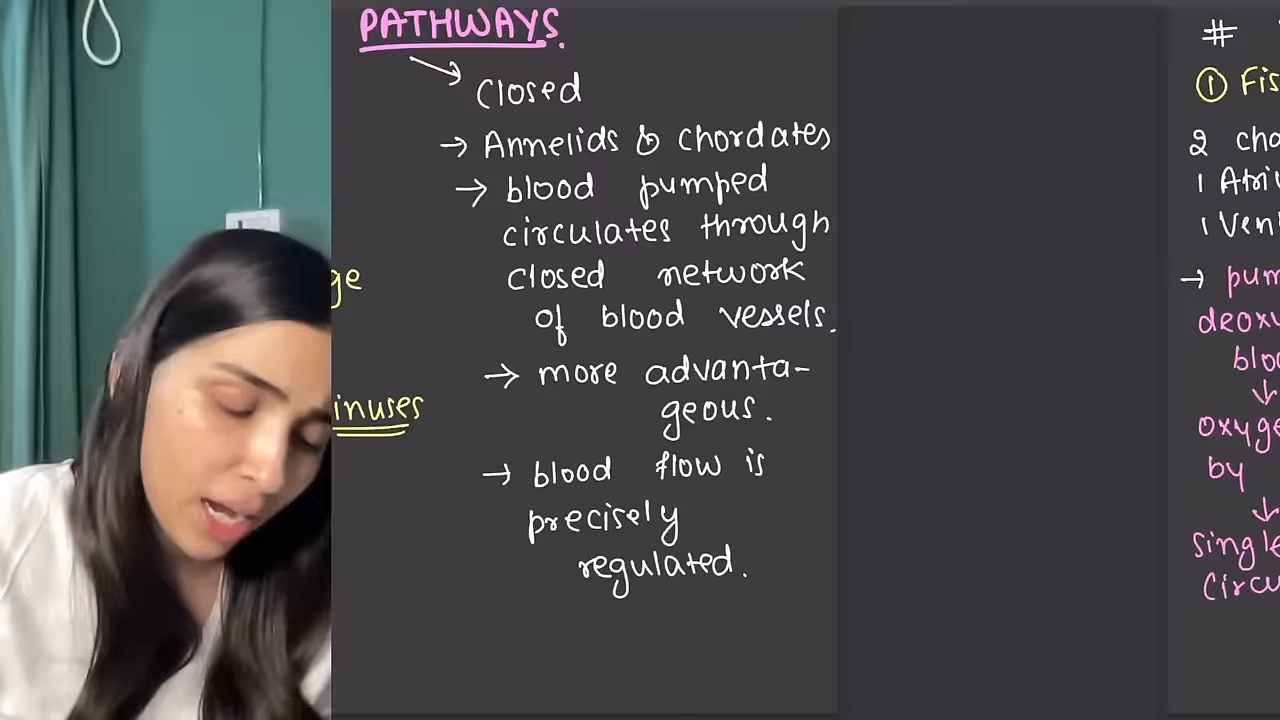 PATHWAYS.
Closed
→ Annelids & chordates
→ blood pumped
circulates through
closed network
of blood vessels.
→ more advanta-
geous.
→ blood flow is
precisely
regulated.
#
① Fis
2 cha
1 Atri
1 Ven
→ pum
deoxy
bloo
↓
oxyge
by
↓
Single
Circu
ge
inuses